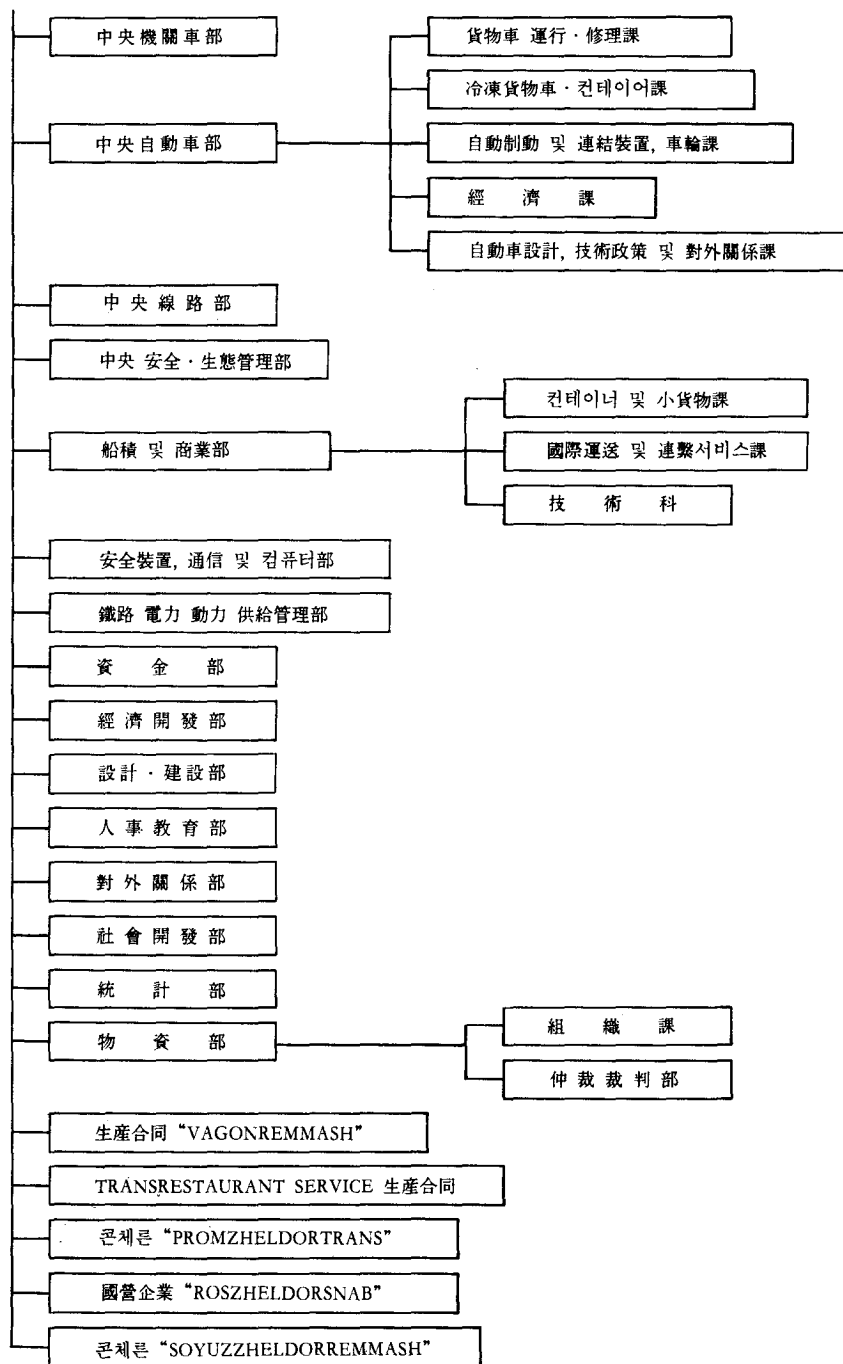 中央機關車部
貨物車 運行·修理課
冷凍貨物車·컨테이어課
中央自動車部
自動制動 및 連結裝置, 車輪課
經濟課
自動車設計, 技術政策 및 對外關係課
中央線路部
中央 安全·生態管理部
컨테이너 및 小貨物課
船積 및 商業部
國際運送 및 連繫서비스課
技術科
安全裝置, 通信 및 컴퓨터部
鐵路 電力 動力 供給管理部
資金部
經濟開發部
設計·建設部
人事教育部
對外關係部
社會開發部
統計部
組織課
物資部
仲裁裁判部
生産合同 “VAGONREMMASH”
TRANSRESTAURANT SERVICE 生産合同
콘체른 “PROMZHELDORTRANS”
國營企業 “ROSZHELDORSNAB”
콘체른 “SOYUZZHELDORREMMASH”